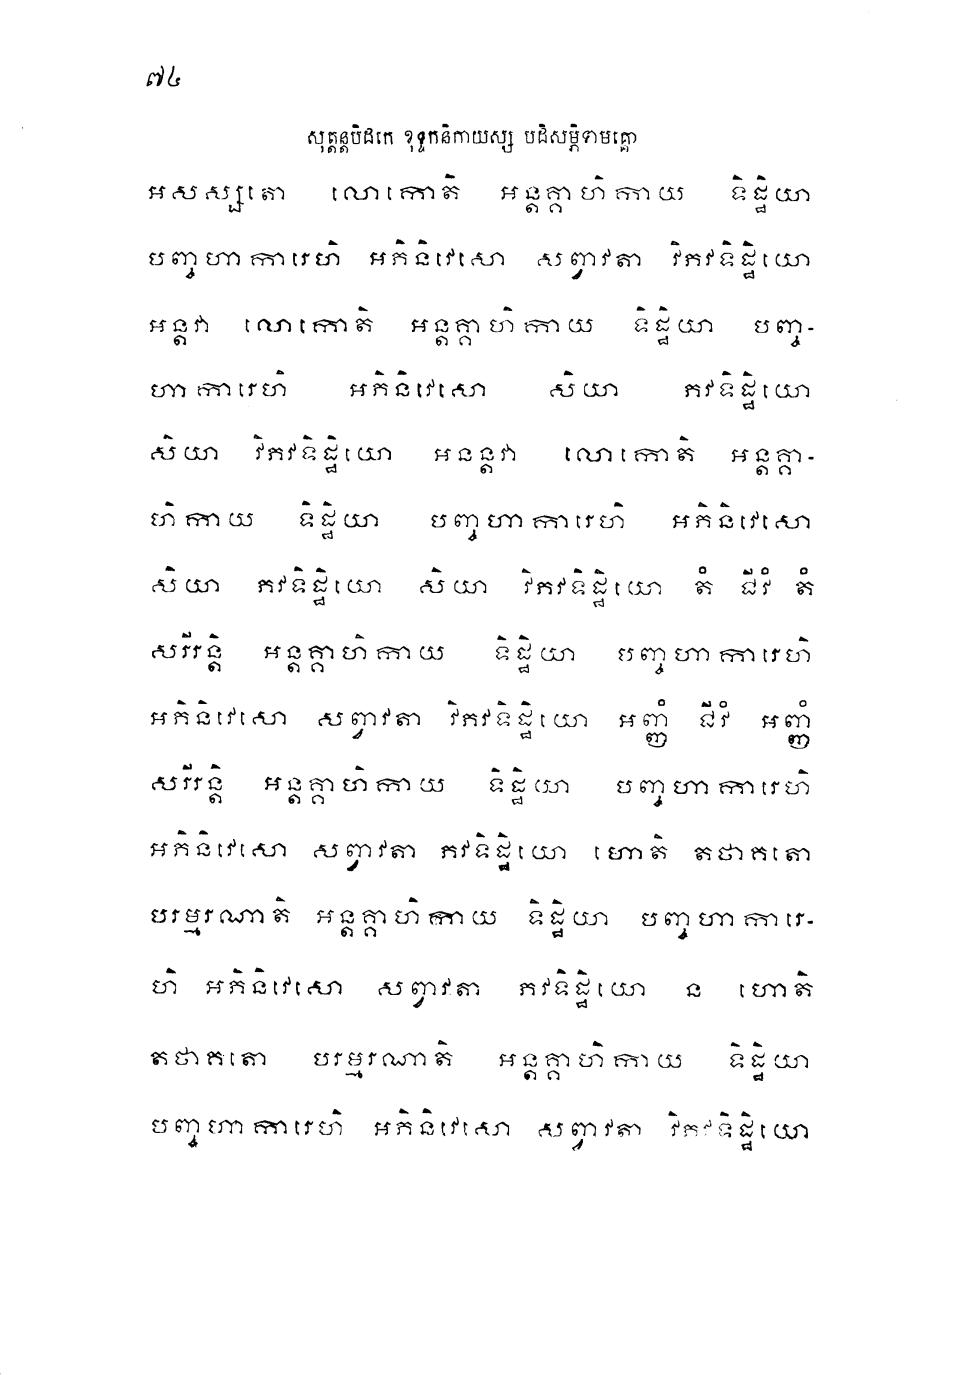 ៧៤
សុត្តន្តបិដកេ ខុទ្ទកនិកាយស្ស បដិសម្ភិទាមគ្គោ
អសស្សតោ លោកោតិ អន្តគ្គាហិកាយ ទិដ្ឋិយា
បញ្ចហាការេហិ អភិនិវេសោ សព្វាវតា វិភវទិដ្ឋិយោ
អន្តវា លោកោតិ អន្តគ្គាហិកាយ ទិដ្ឋិយា បញ្ច-
ហាការេហិ អភិនិវេសោ សិយា ភវទិដ្ឋិយោ
សិយា វិភវទិដ្ឋិយោ អនន្តវា លោកោតិ អន្តគ្គា-
ហិកាយ ទិដ្ឋិយា បញ្ចហាការេហិ អភិនិវេសោ
សិយា ភវទិដ្ឋិយោ សិយា វិភវទិដ្ឋិយោ តំ ជីវំ តំ
សរីរន្តិ អន្តគ្គាហិកាយ ទិដ្ឋិយា បញ្ចហាការេហិ
អភិនិវេសោ សព្វាវតា វិភវទិដ្ឋិយោ អញ្ញំ ជីវំ អញ្ញំ
សរីរន្តិ អន្តគ្គាហិកាយ ទិដ្ឋិយា បញ្ចហាការេហិ
អភិនិវេសោ សព្វាវតា ភវទិដ្ឋិយោ ហោតិ តថាគតោ
បរម្មរណាតិ អន្តគ្គាហិកាយ ទិដ្ឋិយា បញ្ចហាការេ-
ហិ អភិនិវេសោ សព្វាវតា ភវទិដ្ឋិយោ ន ហោតិ
តថាគតោ បរម្មរណាតិ អន្តគ្គាហិកាយ ទិដ្ឋិយា
បញ្ចហាការេហិ អភិនិវេសោ សព្វាវតា វិភវទិដ្ឋិយោ